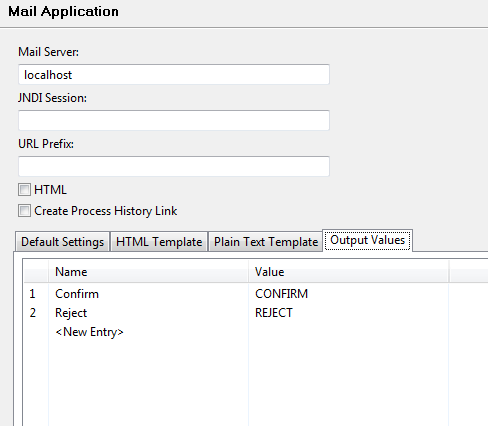 Mail Application
Mail Server:
localhost
JNDI Session:
URL Prefix:
HTML
Create Process History Link
Default Settings HTML Template Plain Text Template Output Values
Name Value
1 Confirm CONFIRM
2 Reject REJECT
<New Entry>